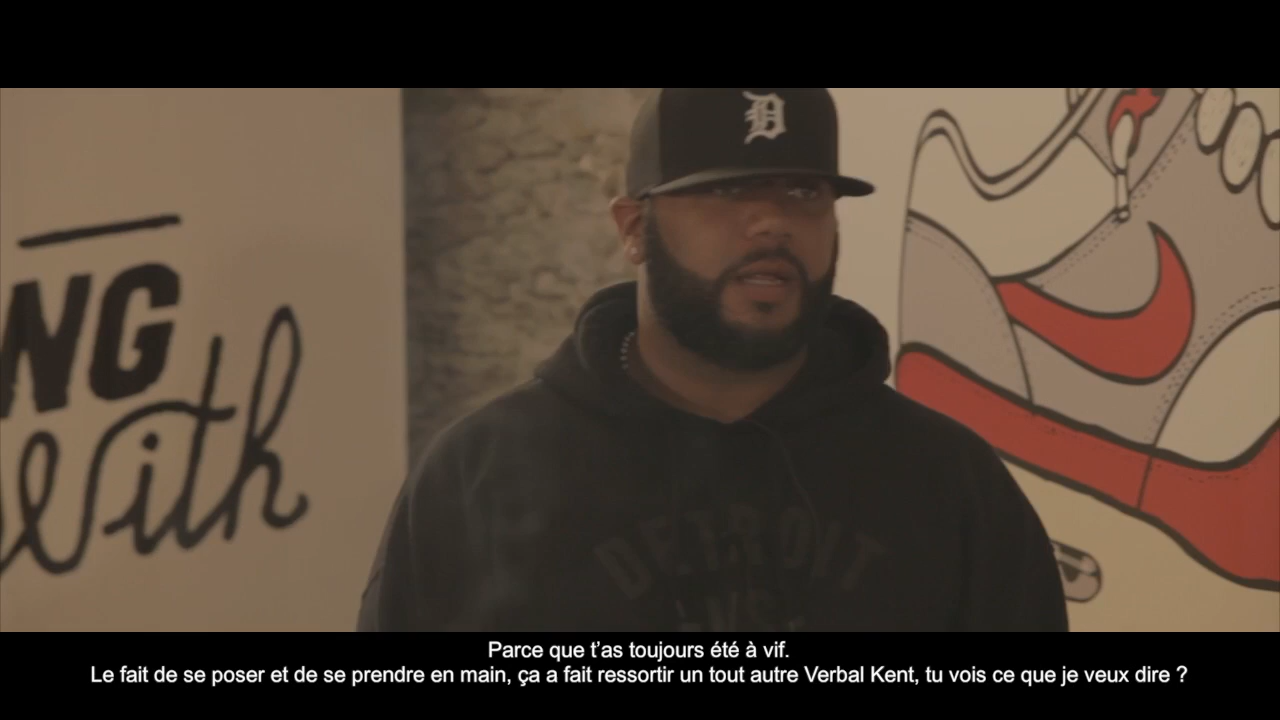 D
NG
With
DETROIT
Parce que t’as toujours été à vif.
Le fait de se poser et de se prendre en main, ça a fait ressortir un tout autre Verbal Kent, tu vois ce que je veux dire ?